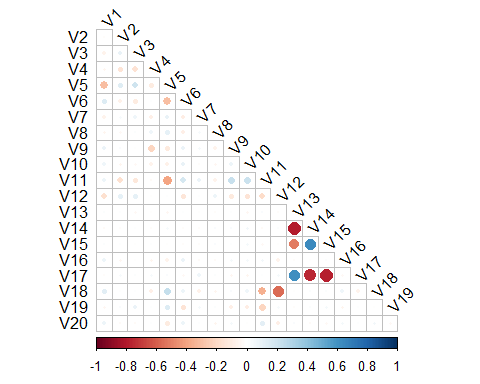 V1
V2 V2
V3 V3
V4 V4
V5 V5
V6 V6
V7 V7
V8 V8
V9 V9
V10 V10
V11 V11
V12 V12
V13 V13
V14 V14
V15 V15
V16 V16
V17 V17
V18 V18
V19 V19
V20
-1 -0.8 -0.6 -0.4 -0.2 0 0.2 0.4 0.6 0.8 1